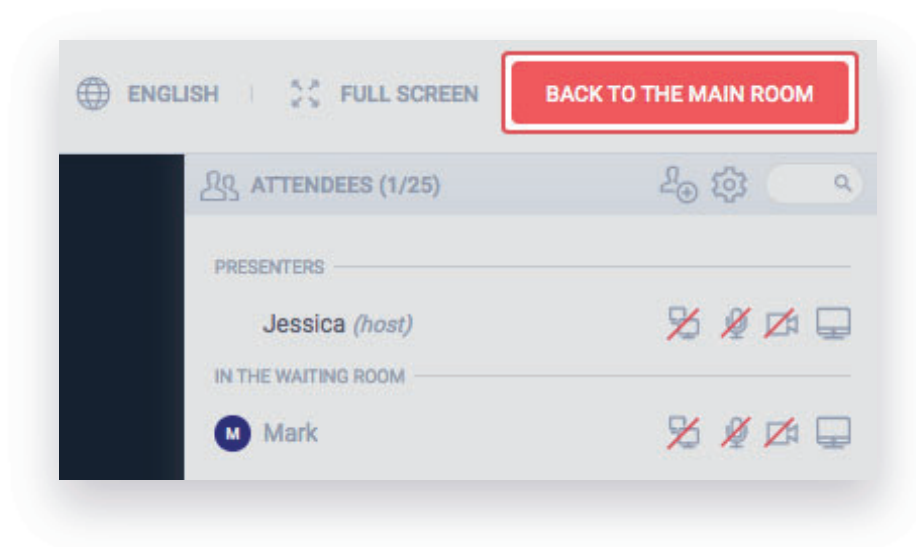 ENGLISH FULL SCREEN BACK TO THE MAIN ROOM
ATTENDEES (1/25)
PRESENTERS
Jessica (host)
IN THE WAITING ROOM
M Mark